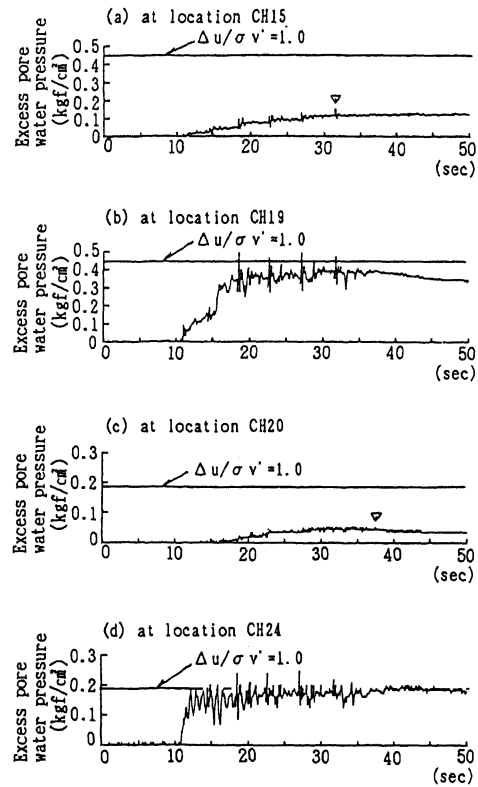 (a) at location CH15
Δu/σv'=1.0
Excess pore
water pressure
(kgf/cm²)
0.5
0.4
0.3
0.2
0.1
0
0 10 20 30 40 50
(sec)
(b) at location CH19
Δu/σv'=1.0
Excess pore
water pressure
(kgf/cm²)
0.5
0.4
0.3
0.2
0.1
0
0 10 20 30 40 50
(sec)
(c) at location CH20
Δu/σv'=1.0
Excess pore
water pressure
(kgf/cm²)
0.3
0.2
0.1
0
0 10 20 30 40 50
(sec)
(d) at location CH24
Δu/σv'=1.0
Excess pore
water pressure
(kgf/cm²)
0.3
0.2
0.1
0
0 10 20 30 40 50
(sec)